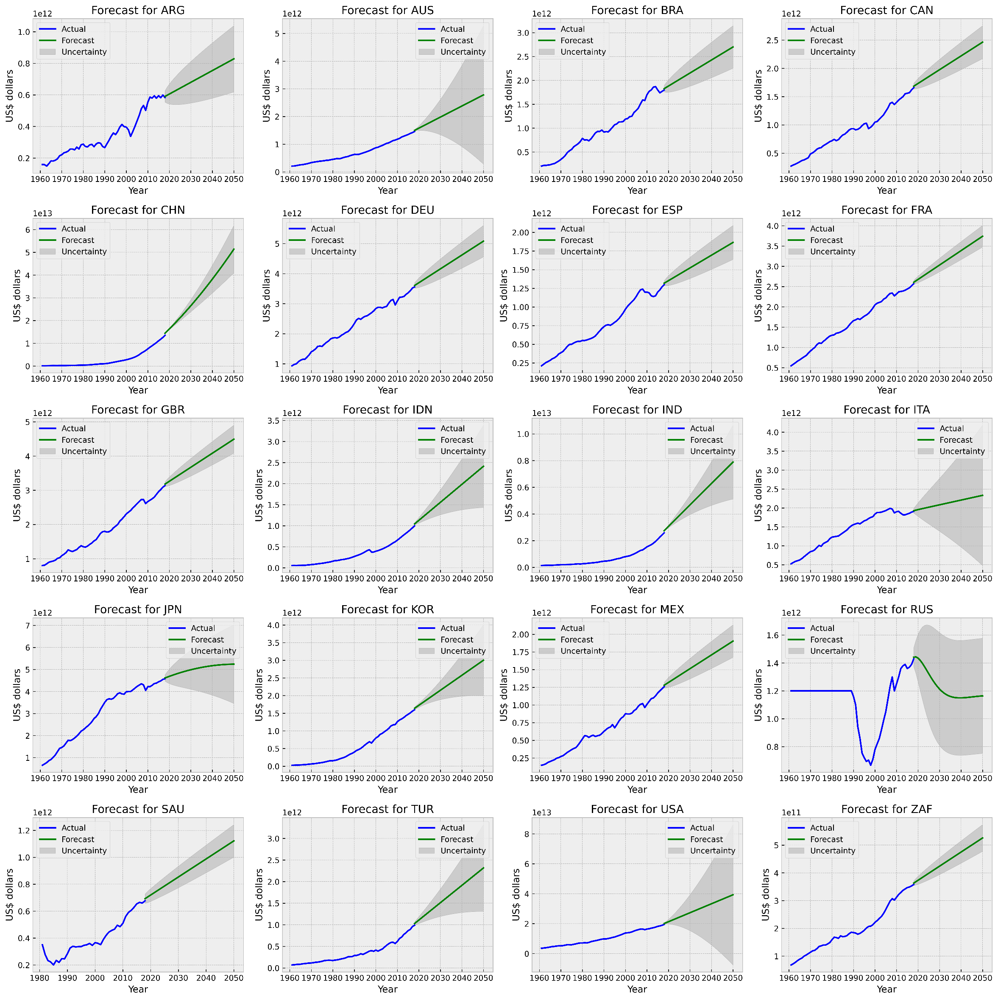 Forecast for ARG
1e12
Actual
Forecast
Uncertainty
1.0
0.8
0.6
0.4
0.2
US$ dollars
1960 1970 1980 1990 2000 2010 2020 2030 2040 2050
Year
Forecast for AUS
1e12
Actual
Forecast
Uncertainty
5
4
3
2
1
0
US$ dollars
1960 1970 1980 1990 2000 2010 2020 2030 2040 2050
Year
Forecast for BRA
1e12
Actual
Forecast
Uncertainty
3.0
2.5
2.0
1.5
1.0
0.5
US$ dollars
1960 1970 1980 1990 2000 2010 2020 2030 2040 2050
Year
Forecast for CAN
1e12
Actual
Forecast
Uncertainty
2.5
2.0
1.5
1.0
0.5
US$ dollars
1960 1970 1980 1990 2000 2010 2020 2030 2040 2050
Year
Forecast for CHN
1e13
Actual
Forecast
Uncertainty
6
5
4
3
2
1
0
US$ dollars
1960 1970 1980 1990 2000 2010 2020 2030 2040 2050
Year
Forecast for DEU
1e12
Actual
Forecast
Uncertainty
5
4
3
2
1
US$ dollars
1960 1970 1980 1990 2000 2010 2020 2030 2040 2050
Year
Forecast for ESP
1e12
Actual
Forecast
Uncertainty
2.00
1.75
1.50
1.25
1.00
0.75
0.50
0.25
US$ dollars
1960 1970 1980 1990 2000 2010 2020 2030 2040 2050
Year
Forecast for FRA
1e12
Actual
Forecast
Uncertainty
4.0
3.5
3.0
2.5
2.0
1.5
1.0
0.5
US$ dollars
1960 1970 1980 1990 2000 2010 2020 2030 2040 2050
Year
Forecast for GBR
1e12
Actual
Forecast
Uncertainty
5
4
3
2
1
US$ dollars
1960 1970 1980 1990 2000 2010 2020 2030 2040 2050
Year
Forecast for IDN
1e12
Actual
Forecast
Uncertainty
3.5
3.0
2.5
2.0
1.5
1.0
0.5
0.0
US$ dollars
1960 1970 1980 1990 2000 2010 2020 2030 2040 2050
Year
Forecast for IND
1e13
Actual
Forecast
Uncertainty
1.0
0.8
0.6
0.4
0.2
0.0
US$ dollars
1960 1970 1980 1990 2000 2010 2020 2030 2040 2050
Year
Forecast for ITA
1e12
Actual
Forecast
Uncertainty
4.0
3.5
3.0
2.5
2.0
1.5
1.0
0.5
US$ dollars
1960 1970 1980 1990 2000 2010 2020 2030 2040 2050
Year
Forecast for JPN
1e12
Actual
Forecast
Uncertainty
7
6
5
4
3
2
1
US$ dollars
1960 1970 1980 1990 2000 2010 2020 2030 2040 2050
Year
Forecast for KOR
1e12
Actual
Forecast
Uncertainty
4.0
3.5
3.0
2.5
2.0
1.5
1.0
0.5
0.0
US$ dollars
1960 1970 1980 1990 2000 2010 2020 2030 2040 2050
Year
Forecast for MEX
1e12
Actual
Forecast
Uncertainty
2.00
1.75
1.50
1.25
1.00
0.75
0.50
0.25
US$ dollars
1960 1970 1980 1990 2000 2010 2020 2030 2040 2050
Year
Forecast for RUS
1e12
Actual
Forecast
Uncertainty
1.6
1.4
1.2
1.0
0.8
US$ dollars
1960 1970 1980 1990 2000 2010 2020 2030 2040 2050
Year
Forecast for SAU
1e12
Actual
Forecast
Uncertainty
1.2
1.0
0.8
0.6
0.4
0.2
US$ dollars
1980 1990 2000 2010 2020 2030 2040 2050
Year
Forecast for TUR
1e12
Actual
Forecast
Uncertainty
3.0
2.5
2.0
1.5
1.0
0.5
0.0
US$ dollars
1960 1970 1980 1990 2000 2010 2020 2030 2040 2050
Year
Forecast for USA
1e13
Actual
Forecast
Uncertainty
8
6
4
2
0
US$ dollars
1960 1970 1980 1990 2000 2010 2020 2030 2040 2050
Year
Forecast for ZAF
1e11
Actual
Forecast
Uncertainty
5
4
3
2
1
US$ dollars
1960 1970 1980 1990 2000 2010 2020 2030 2040 2050
Year